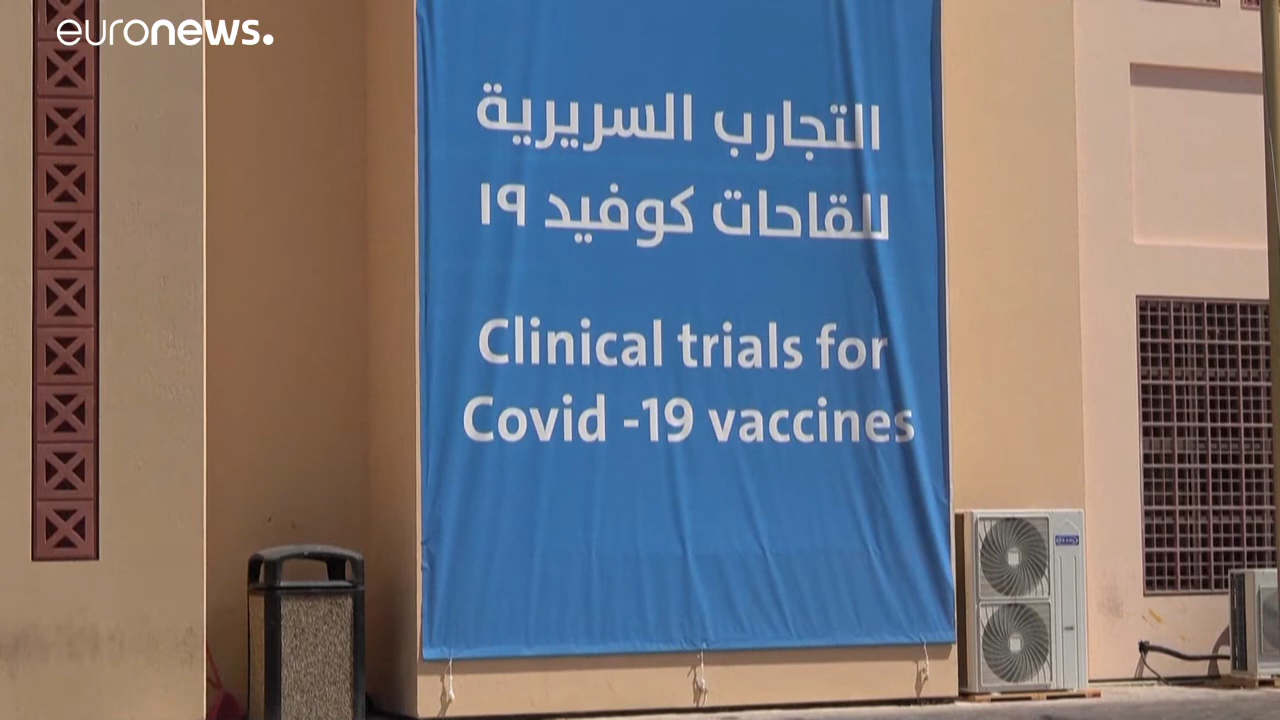 euronews.
التجارب السريرية
للقاحات كوفيد ١٩
Clinical trials for
Covid -19 vaccines